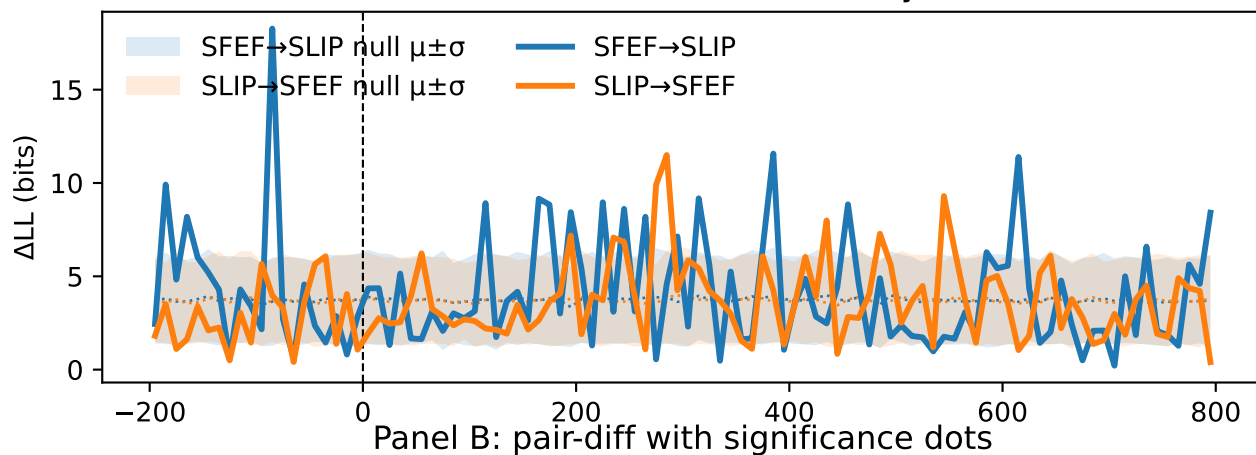 SFEF→SLIP null μ±σ
SLIP→SFEF null μ±σ
SFEF→SLIP
SLIP→SFEF
ΔLL (bits)
15
10
5
0
−200
0
200
400
600
800
Panel B: pair-diff with significance dots